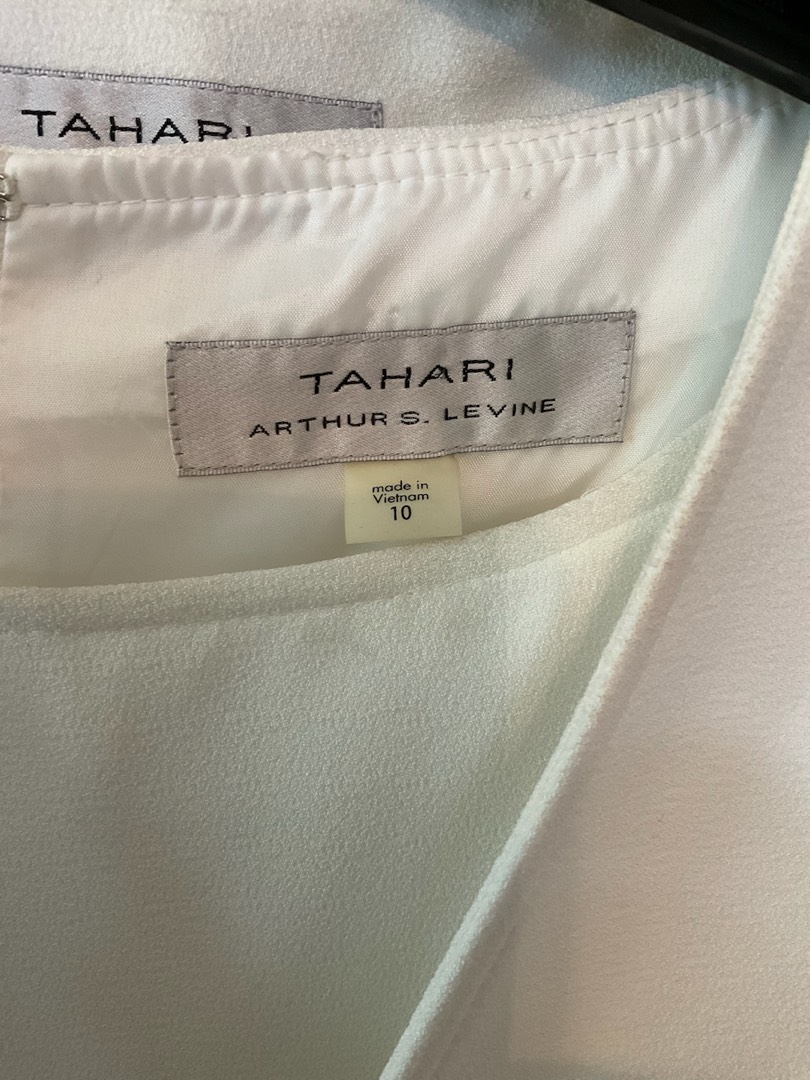 TAHARI
TAHARI
ARTHUR S. LEVINE
made in
Vietnam
10